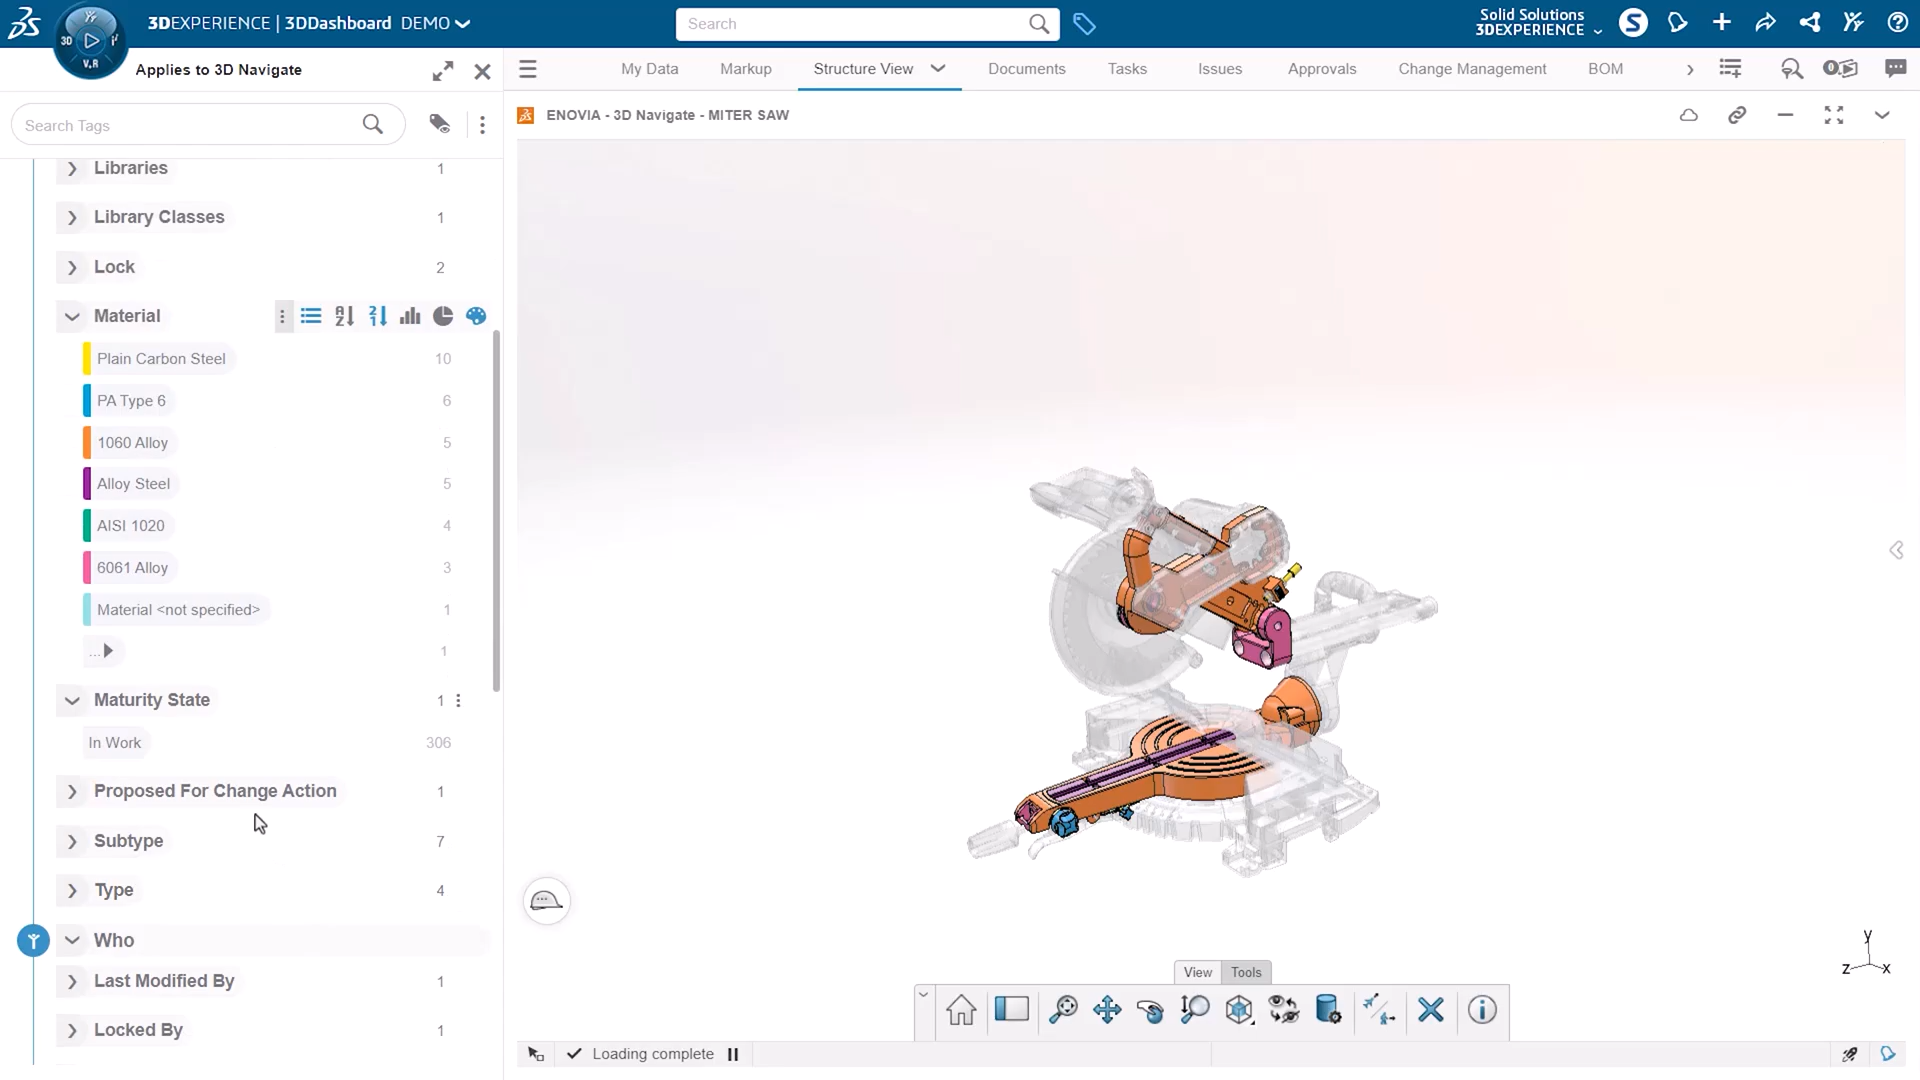 3DEXPERIENCE | 3DDashboard DEMO
Search
Solid Solutions
3DEXPERIENCE
3D
V,R
Applies to 3D Navigate
My Data
Markup
Structure View
Documents
Tasks
Issues
Approvals
Change Management
BOM
0
Search Tags
ENOVIA - 3D Navigate - MITER SAW
Libraries 1
Library Classes 1
Lock 2
Material
Plain Carbon Steel 10
PA Type 6 6
1060 Alloy 5
Alloy Steel 5
AISI 1020 4
6061 Alloy 3
Material <not specified> 1
... 1
Maturity State 1
In Work 306
Proposed For Change Action 1
Subtype 7
Type 4
Who
Last Modified By 1
Locked By 1
y
z
x
View
Tools
Loading complete